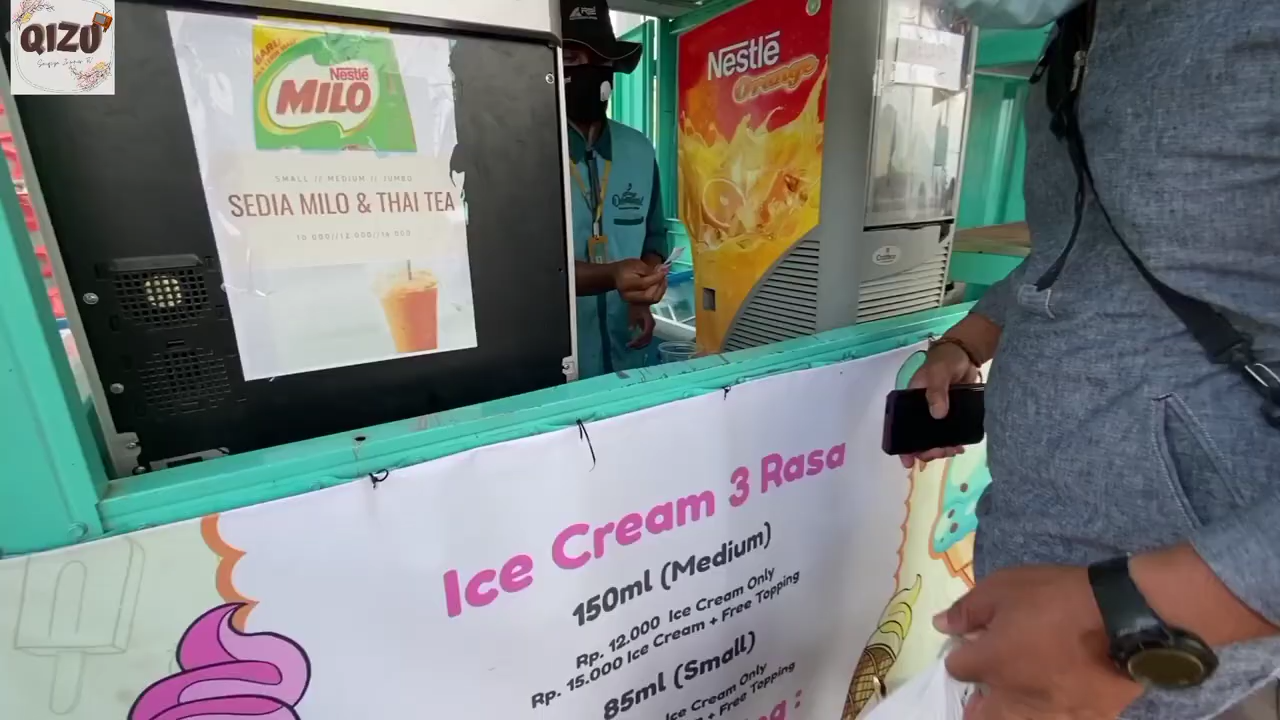 QIZU
BARU
Nestlé
MILO
SMALL // MEDIUM // JUMBO
SEDIA MILO & THAI TEA
10.000//12.000//16.000
Nestlé
Orange
Ice Cream 3 Rasa
150ml (Medium)
Rp. 12.000 Ice Cream Only
Rp. 15.000 Ice Cream + Free Topping
85ml (Small)
Ice Cream Only
+ Free Topping